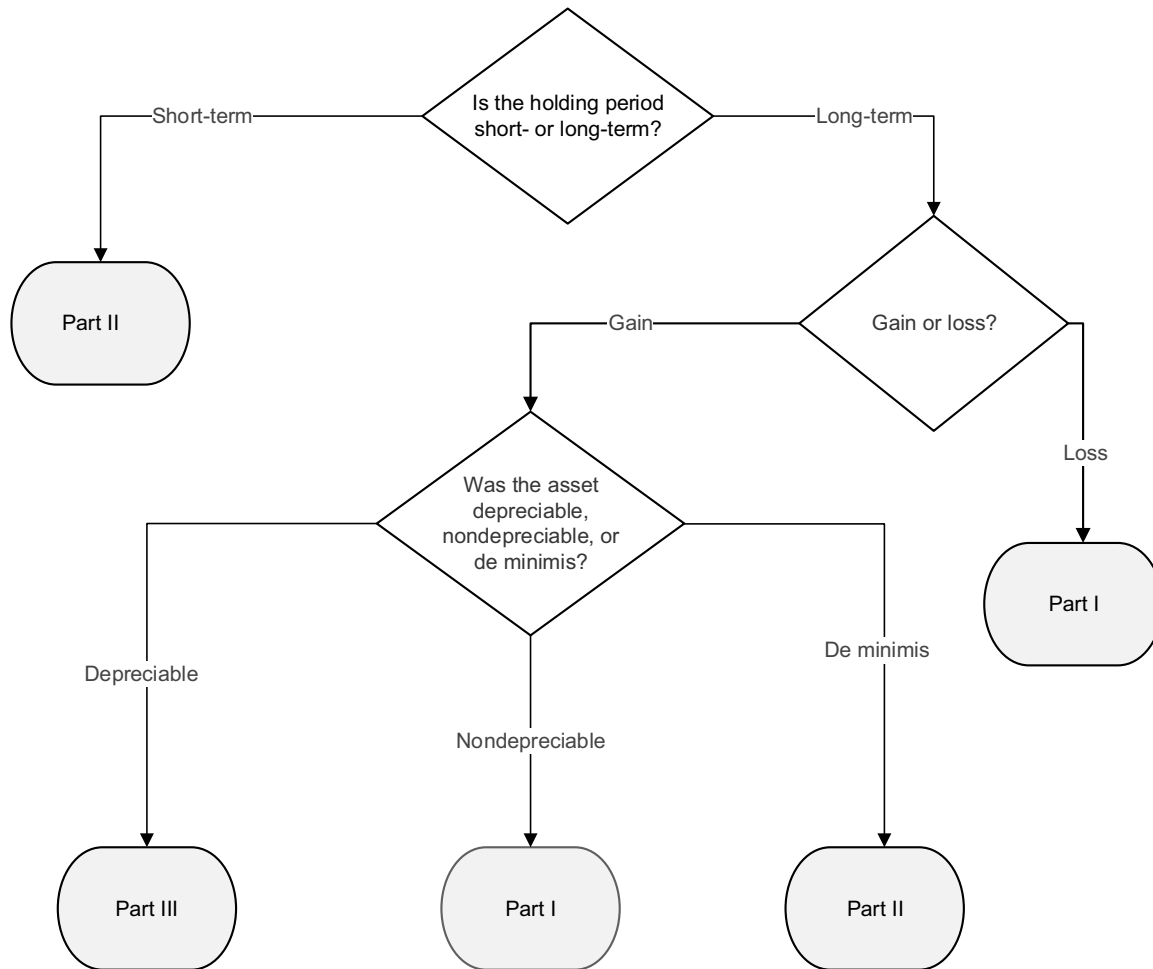 Is the holding period
short- or long-term?
Short-term
Long-term
Part II
Gain or loss?
Gain
Loss
Was the asset
depreciable,
nondepreciable, or
de minimis?
Part I
Depreciable
De minimis
Nondepreciable
Part III
Part I
Part II